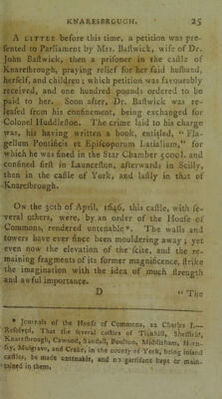 KNARESBROUGH. 25
A LITTLE before this time, a petition was pre-
sented to Parliament by Mrs. Bastwick, wife of Dr.
John Bastwick, then a prisoner in the castle of
Knaresbrough, praying relief for her said husband,
herself, and children: which petition was favourably
received, and one hundred pounds ordered to be
paid to her. Soon after, Dr. Bastwick was re-
leased from his confinement, being exchanged for
Colonel Huddleston. The crime laid to his charge
was, his having written a book, entitled, “ Fla-
gellum Pontificis et Episcoporum Latialium,” for
which he was fined in the Star Chamber 5000l. and
confined first in Launceston, afterwards in Scilly,
then in the castle of York, and lastly in that of
Knaresbrough.
On the 30th of April, 1646, this castle, with se-
veral others, were, by an order of the House of
Commons, rendered untenable*. The walls and
towers have ever since been mouldering away; yet
even now the elevation of the scite, and the re-
maining fragments of its former magnificence, strike
the imagination with the idea of much strength
and awful importance.
D “ The
* Journals of the House of Commons, 22 Charles I.—
Resolved, That the several castles of Tickhill, Sheffield,
Knaresbrough, Cawood, Sandall, Boulton, Middleham, Horn-
sby, Mulgrave, and Crake, in the county of York, being inland
castles, be made untenable, and no garrisons kept or main-
tained in them.